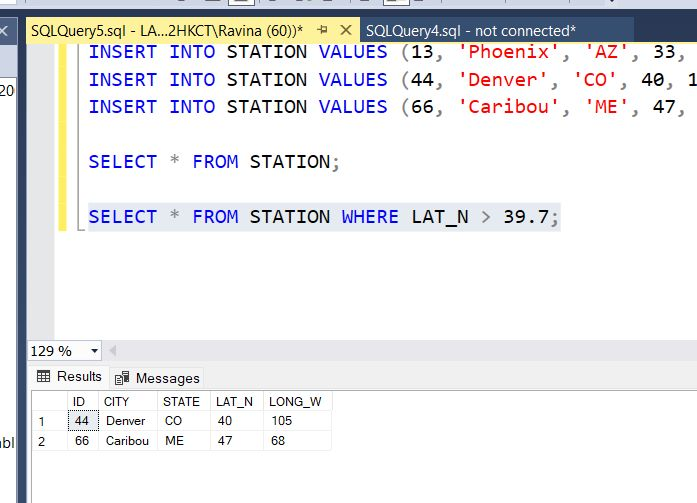 SQLQuery5.sql - LA...2HKCT\Ravina (60))* SQLQuery4.sql - not connected*
INSERT INTO STATION VALUES (13, 'Phoenix', 'AZ', 33,
INSERT INTO STATION VALUES (44, 'Denver', 'CO', 40, 1
INSERT INTO STATION VALUES (66, 'Caribou', 'ME', 47,
SELECT * FROM STATION;
SELECT * FROM STATION WHERE LAT_N > 39.7;
129 %
Results Messages
ID CITY STATE LAT_N LONG_W
1 44 Denver CO 40 105
2 66 Caribou ME 47 68